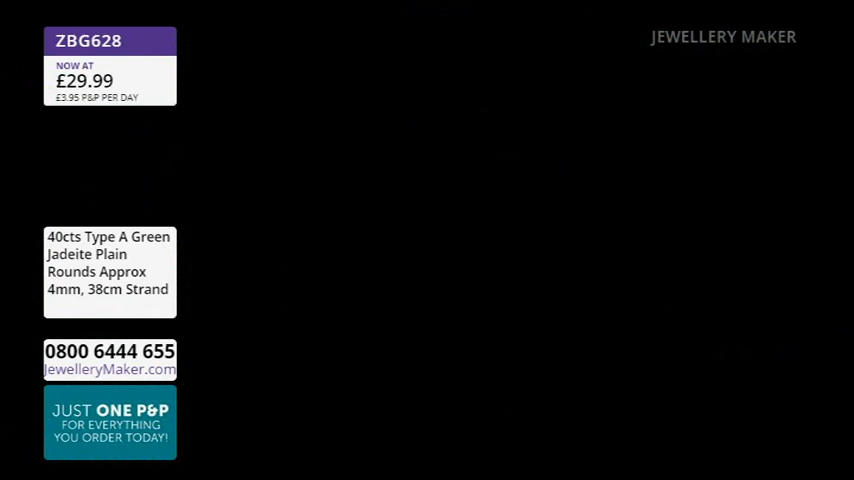 ZBG628
NOW AT
£29.99
£3.95 P&P PER DAY
JEWELLERY MAKER
40cts Type A Green
Jadeite Plain
Rounds Approx
4mm, 38cm Strand
0800 6444 655
JewelleryMaker.com
JUST ONE P&P
FOR EVERYTHING
YOU ORDER TODAY!